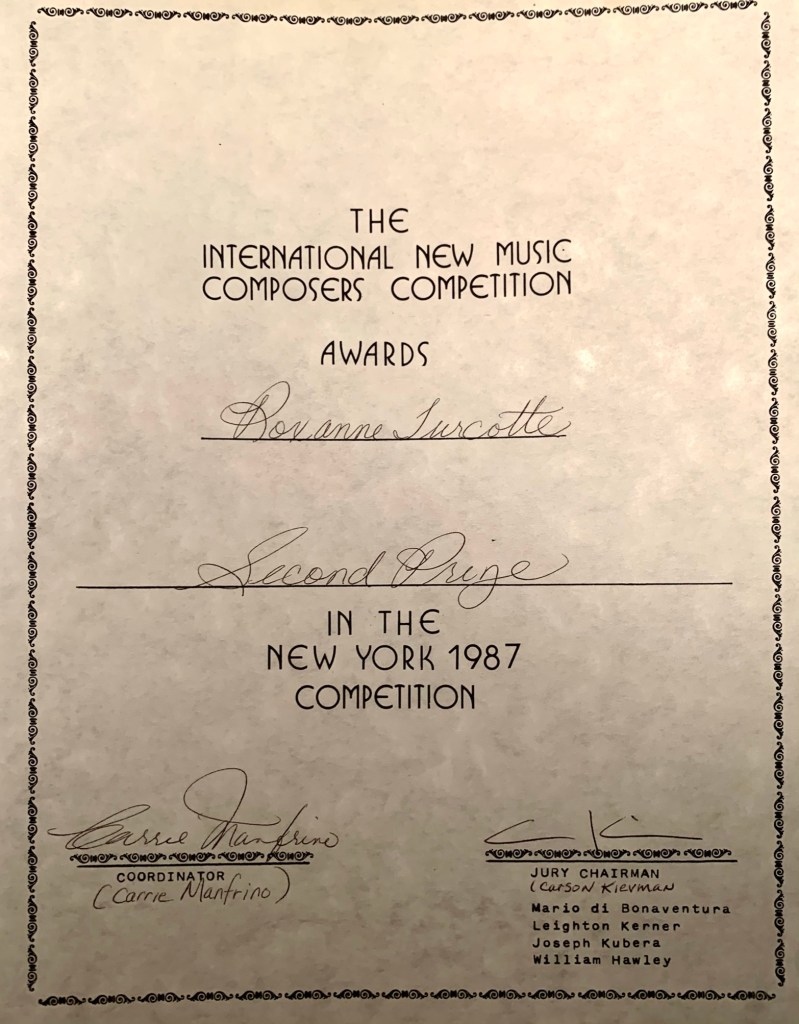 THE
INTERNATIONAL NEW MUSIC
COMPOSERS COMPETITION
AWARDS
Roxanne Turcotte
Second Prize
IN THE
NEW YORK 1987
COMPETITION
Carrie Manfrino
COORDINATOR
(Carrie Manfrino)
JURY CHAIRMAN
(Carson Kievman
Mario di Bonaventura
Leighton Kerner
Joseph Kubera
William Hawley